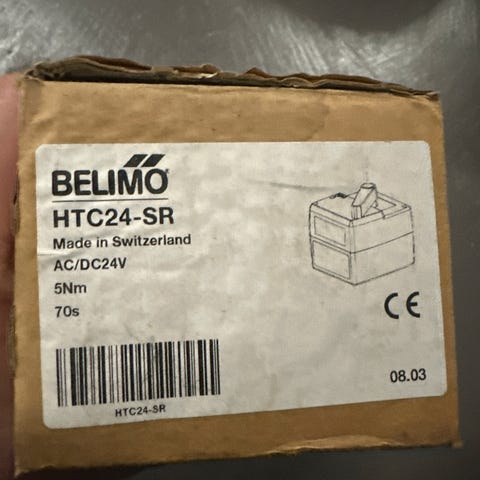 BELIMO
HTC24-SR
Made in Switzerland
AC/DC24V
5Nm
70s
CE
HTC24-SR
08.03